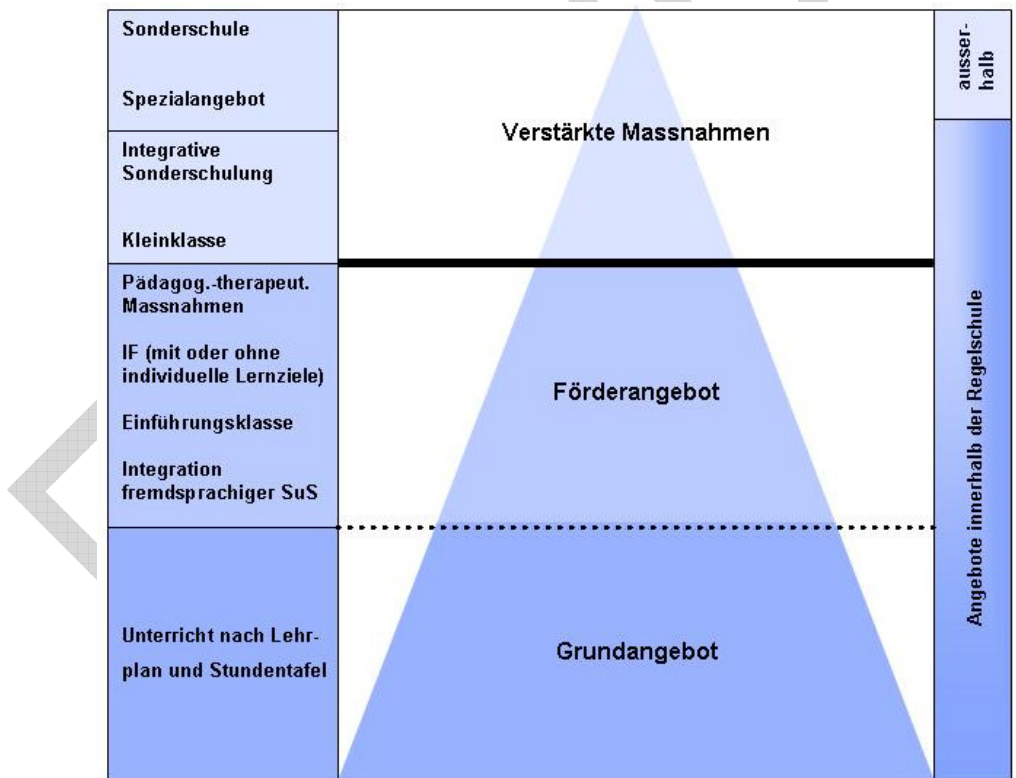 Sonderschule
Spezialangebot
Integrative
Sonderschulung
Kleinklasse
Pädagog.-therapeut.
Massnahmen
IF (mit oder ohne
individuelle Lernziele)
Einführungsklasse
Integration
fremdsprachiger SuS
Unterricht nach Lehr-
plan und Stundentafel
Verstärkte Massnahmen
Förderangebot
Grundangebot
ausser-
halb
Angebote innerhalb der Regelschule